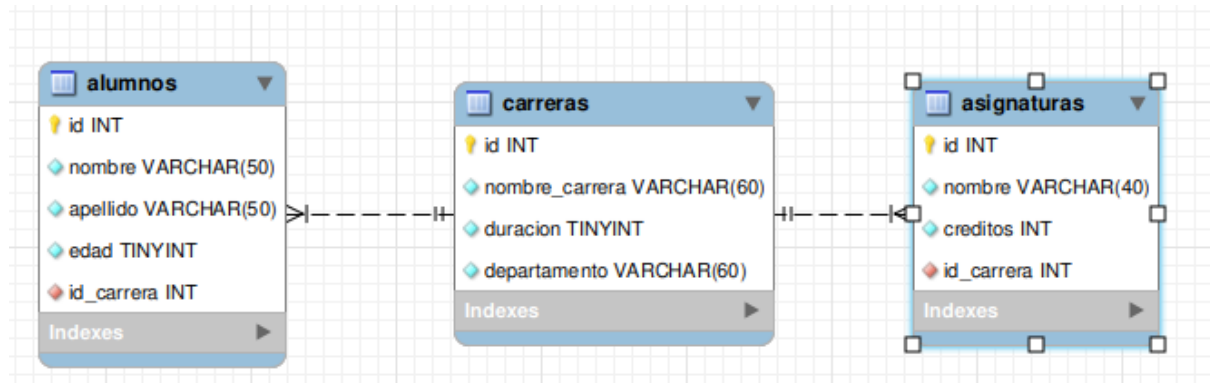 alumnos
id INT
nombre VARCHAR(50)
apellido VARCHAR(50)
edad TINYINT
id_carrera INT
Indexes
carreras
id INT
nombre_carrera VARCHAR(60)
duracion TINYINT
departamento VARCHAR(60)
Indexes
asignaturas
id INT
nombre VARCHAR(40)
creditos INT
id_carrera INT
Indexes